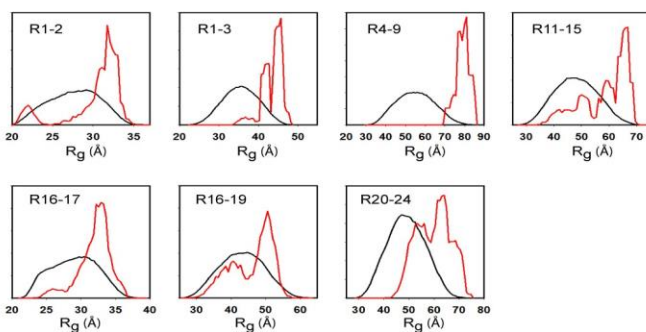 R1-2
20 25 30 35
Rg (Å)
R1-3
20 30 40 50
Rg (Å)
R4-9
20 30 40 50 60 70 80 90
Rg (Å)
R11-15
30 40 50 60 70
Rg (Å)
R16-17
20 25 30 35 40
Rg (Å)
R16-19
20 30 40 50 60
Rg (Å)
R20-24
30 40 50 60 70 80
Rg (Å)